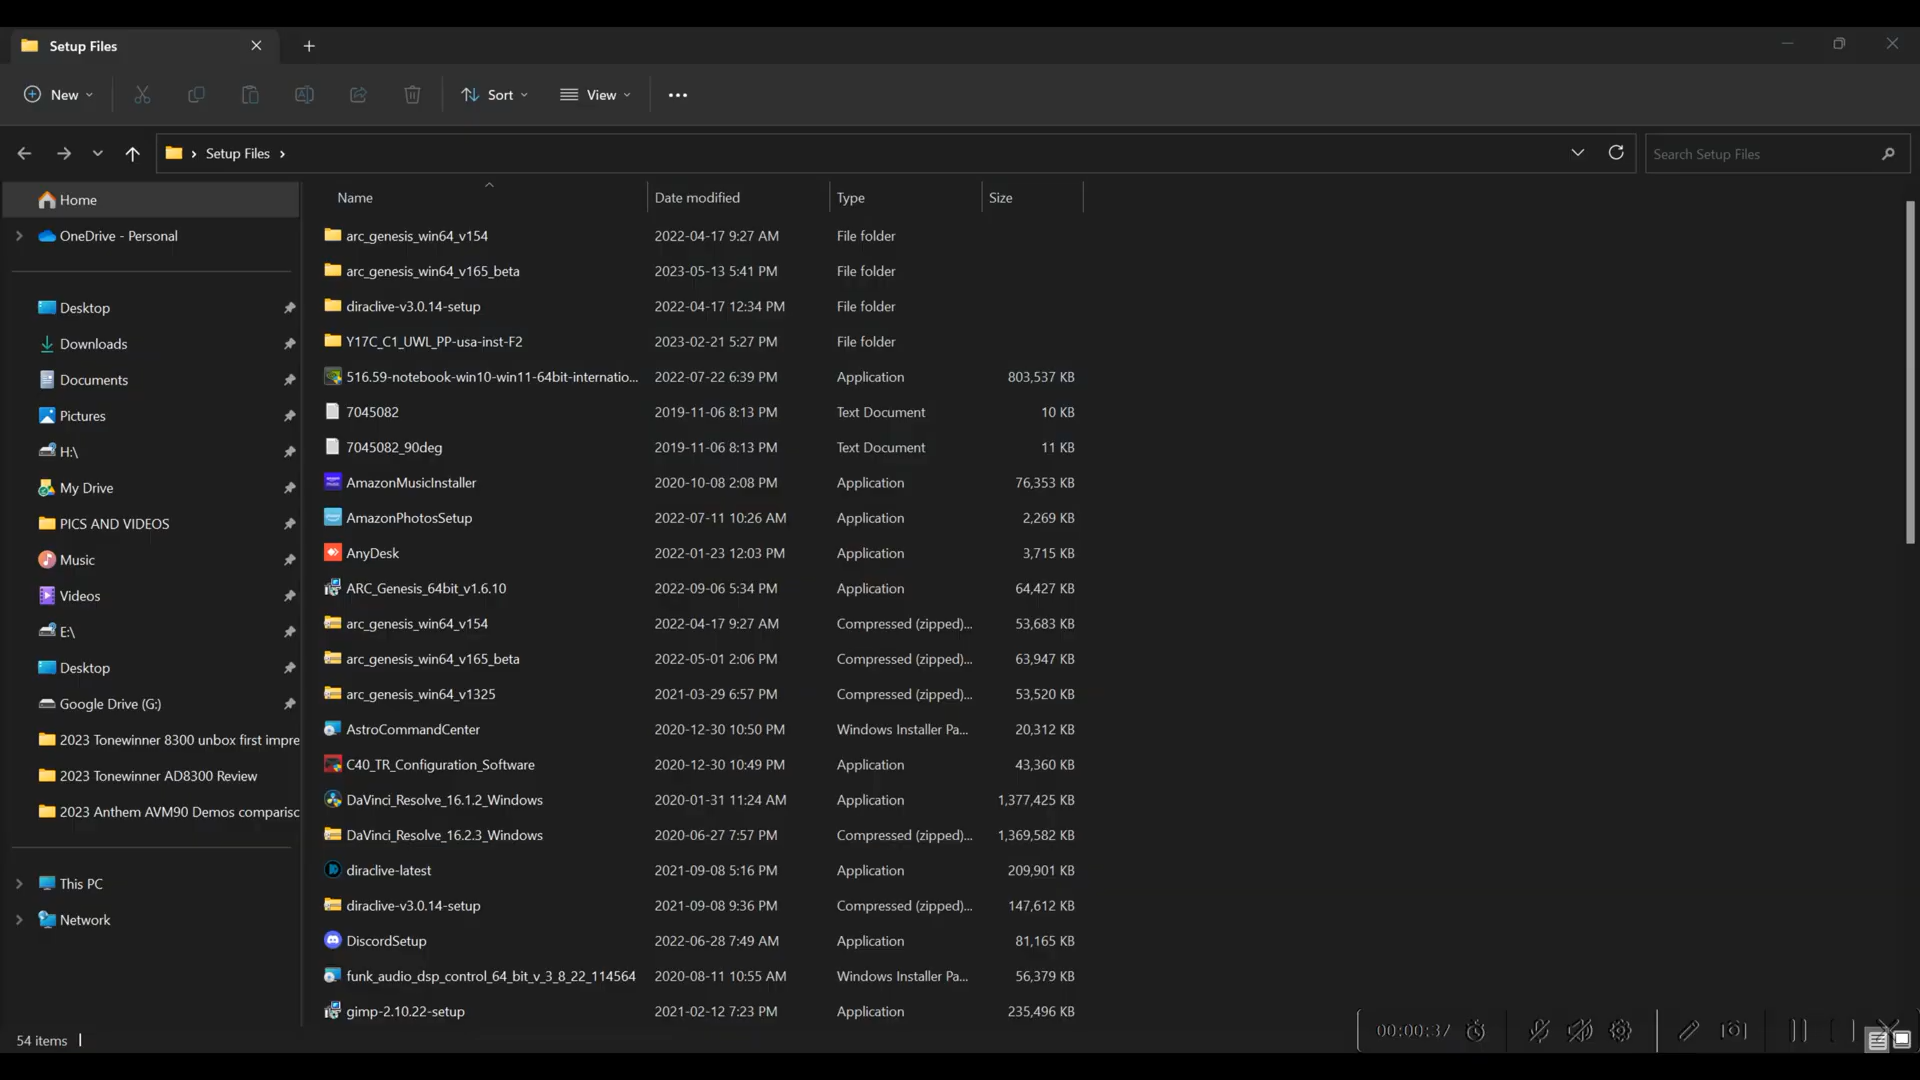 Setup Files
New
Sort
View
Setup Files
Search Setup Files
Home
OneDrive - Personal
Desktop
Downloads
Documents
Pictures
H:\
My Drive
PICS AND VIDEOS
Music
Videos
E:\
Desktop
Google Drive (G:)
2023 Tonewinner 8300 unbox first impre
2023 Tonewinner AD8300 Review
2023 Anthem AVM90 Demos comparisc
This PC
Network
Name Date modified Type Size
arc_genesis_win64_v154 2022-04-17 9:27 AM File folder
arc_genesis_win64_v165_beta 2023-05-13 5:41 PM File folder
diraclive-v3.0.14-setup 2022-04-17 12:34 PM File folder
Y17C_C1_UWL_PP-usa-inst-F2 2023-02-21 5:27 PM File folder
516.59-notebook-win10-win11-64bit-internatio... 2022-07-22 6:39 PM Application 803,537 KB
7045082 2019-11-06 8:13 PM Text Document 10 KB
7045082_90deg 2019-11-06 8:13 PM Text Document 11 KB
AmazonMusicInstaller 2020-10-08 2:08 PM Application 76,353 KB
AmazonPhotosSetup 2022-07-11 10:26 AM Application 2,269 KB
AnyDesk 2022-01-23 12:03 PM Application 3,715 KB
ARC_Genesis_64bit_v1.6.10 2022-09-06 5:34 PM Application 64,427 KB
arc_genesis_win64_v154 2022-04-17 9:27 AM Compressed (zipped)... 53,683 KB
arc_genesis_win64_v165_beta 2022-05-01 2:06 PM Compressed (zipped)... 63,947 KB
arc_genesis_win64_v1325 2021-03-29 6:57 PM Compressed (zipped)... 53,520 KB
AstroCommandCenter 2020-12-30 10:50 PM Windows Installer Pa... 20,312 KB
C40_TR_Configuration_Software 2020-12-30 10:49 PM Application 43,360 KB
DaVinci_Resolve_16.1.2_Windows 2020-01-31 11:24 AM Application 1,377,425 KB
DaVinci_Resolve_16.2.3_Windows 2020-06-27 7:57 PM Compressed (zipped)... 1,369,582 KB
diraclive-latest 2021-09-08 5:16 PM Application 209,901 KB
diraclive-v3.0.14-setup 2021-09-08 9:36 PM Compressed (zipped)... 147,612 KB
DiscordSetup 2022-06-28 7:49 AM Application 81,165 KB
funk_audio_dsp_control_64_bit_v_3_8_22_114564 2020-08-11 10:55 AM Windows Installer Pa... 56,379 KB
gimp-2.10.22-setup 2021-02-12 7:23 PM Application 235,496 KB
54 items
00:00:37